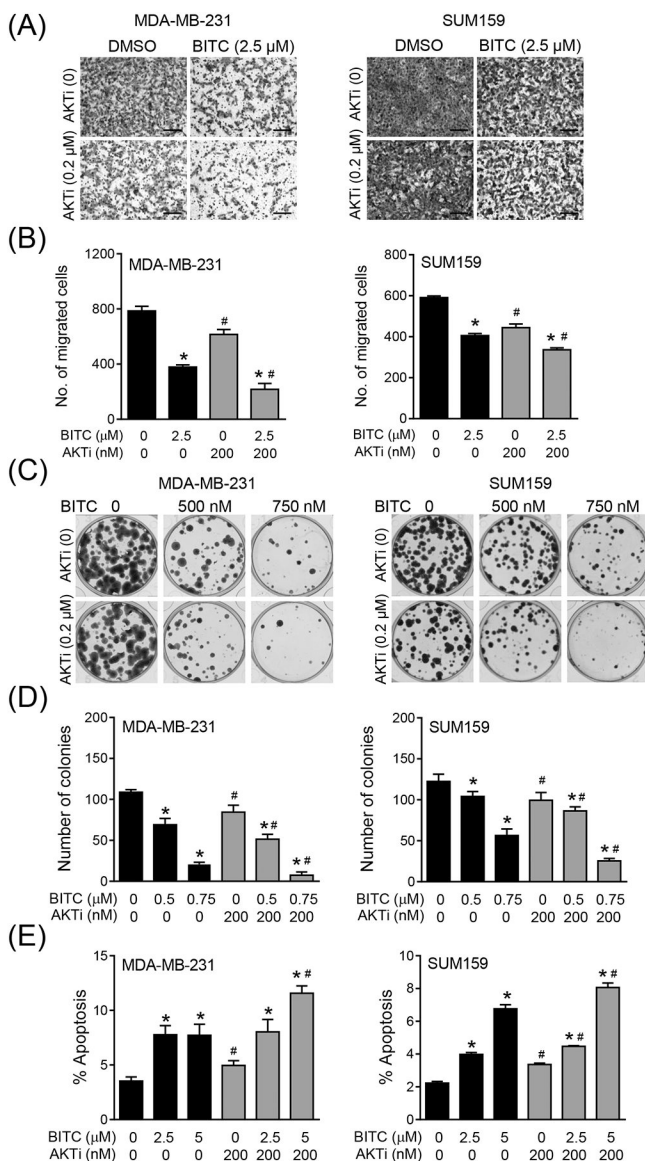 (A)
MDA-MB-231 SUM159
DMSO BITC (2.5 µM) DMSO BITC (2.5 µM)
AKTi (0) AKTi (0)
AKTi (0.2 µM) AKTi (0.2 µM)
(B)
MDA-MB-231 SUM159
No. of migrated cells No. of migrated cells
1200 800
800 600
400 400
200
0 0
* # * # * # * #
BITC (µM) 0 2.5 0 2.5 BITC (µM) 0 2.5 0 2.5
AKTi (nM) 0 0 200 200 AKTi (nM) 0 0 200 200
(C)
MDA-MB-231 SUM159
BITC 0 500 nM 750 nM BITC 0 500 nM 750 nM
AKTi (0) AKTi (0)
AKTi (0.2 µM) AKTi (0.2 µM)
(D)
MDA-MB-231 SUM159
Number of colonies Number of colonies
200 200
150 150
100 100
50 50
0 0
* * # * # * # * * # * # * #
BITC (µM) 0 0.5 0.75 0 0.5 0.75 BITC (µM) 0 0.5 0.75 0 0.5 0.75
AKTi (nM) 0 0 0 200 200 200 AKTi (nM) 0 0 0 200 200 200
(E)
MDA-MB-231 SUM159
% Apoptosis % Apoptosis
15 10
8
10 6
5 4
2
0 0
* * # * * # * * # * # * #
BITC (µM) 0 2.5 5 0 2.5 5 BITC (µM) 0 2.5 5 0 2.5 5
AKTi (nM) 0 0 0 200 200 200 AKTi (nM) 0 0 0 200 200 200